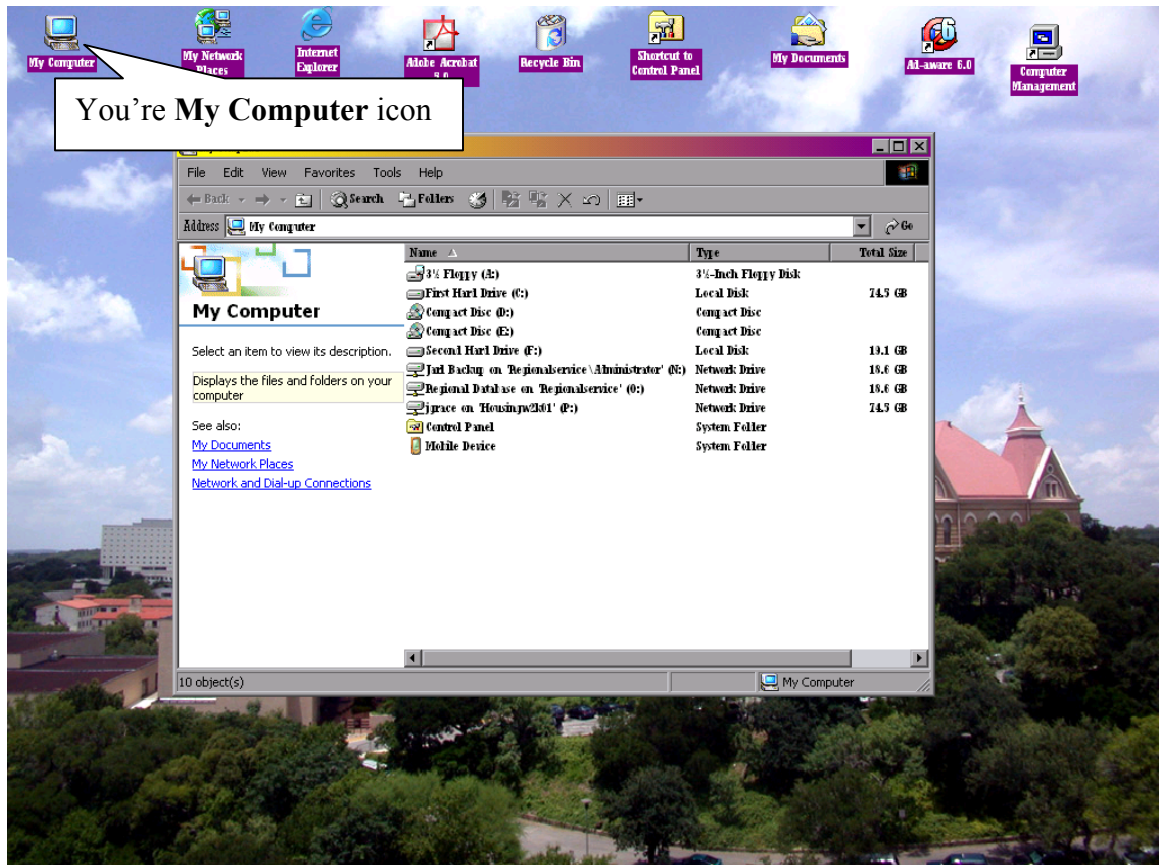 My Computer
My Network
Places
Internet
Explorer
Adobe Acrobat
Recycle Bin
Shortcut to
Control Panel
My Documents
Ad-aware 6.0
Computer
Management
You're My Computer icon
File Edit View Favorites Tools Help
Back Search Folders
Address My Computer Go
Name Type Total Size
3½ Floppy (A:) 3½-Inch Floppy Disk
First Hard Drive (C:) Local Disk 74.5 GB
Compact Disc (D:) Compact Disc
Compact Disc (E:) Compact Disc
Second Hard Drive (F:) Local Disk 19.1 GB
Jard Backup on 'Regionalservice\Administrator' (N:) Network Drive 18.6 GB
Regional Database on 'Regionalservice' (O:) Network Drive 18.6 GB
jgrace on 'Housingw2k01' (P:) Network Drive 74.5 GB
Control Panel System Folder
Mobile Device System Folder
My Computer
Select an item to view its description.
Displays the files and folders on your
computer
See also:
My Documents
My Network Places
Network and Dial-up Connections
10 object(s) My Computer